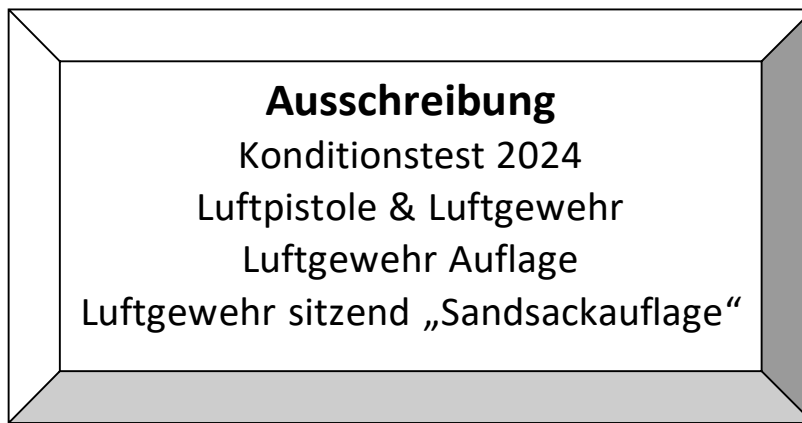 Ausschreibung
Konditionstest 2024
Luftpistole & Luftgewehr
Luftgewehr Auflage
Luftgewehr sitzend „Sandsackauflage“